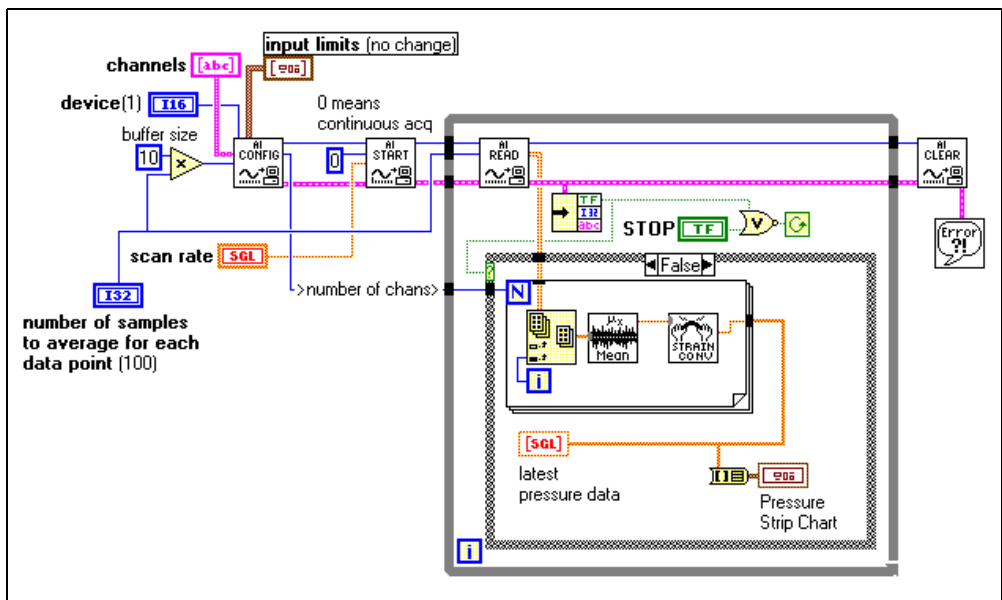 input limits (no change)
channels [abc]
[ ]
device(1) I16
0 means
continuous acq
buffer size
10
x
AI
CONFIG
0
AI
START
AI
READ
AI
CLEAR
TF
I32
abc
STOP TF
V
Error
?!
scan rate SGL
?
False
>number of chans>
N
I32
number of samples
to average for each
data point (100)
μx
Mean
STRAIN
CONV
i
[SGL]
latest
pressure data
Pressure
Strip Chart
i